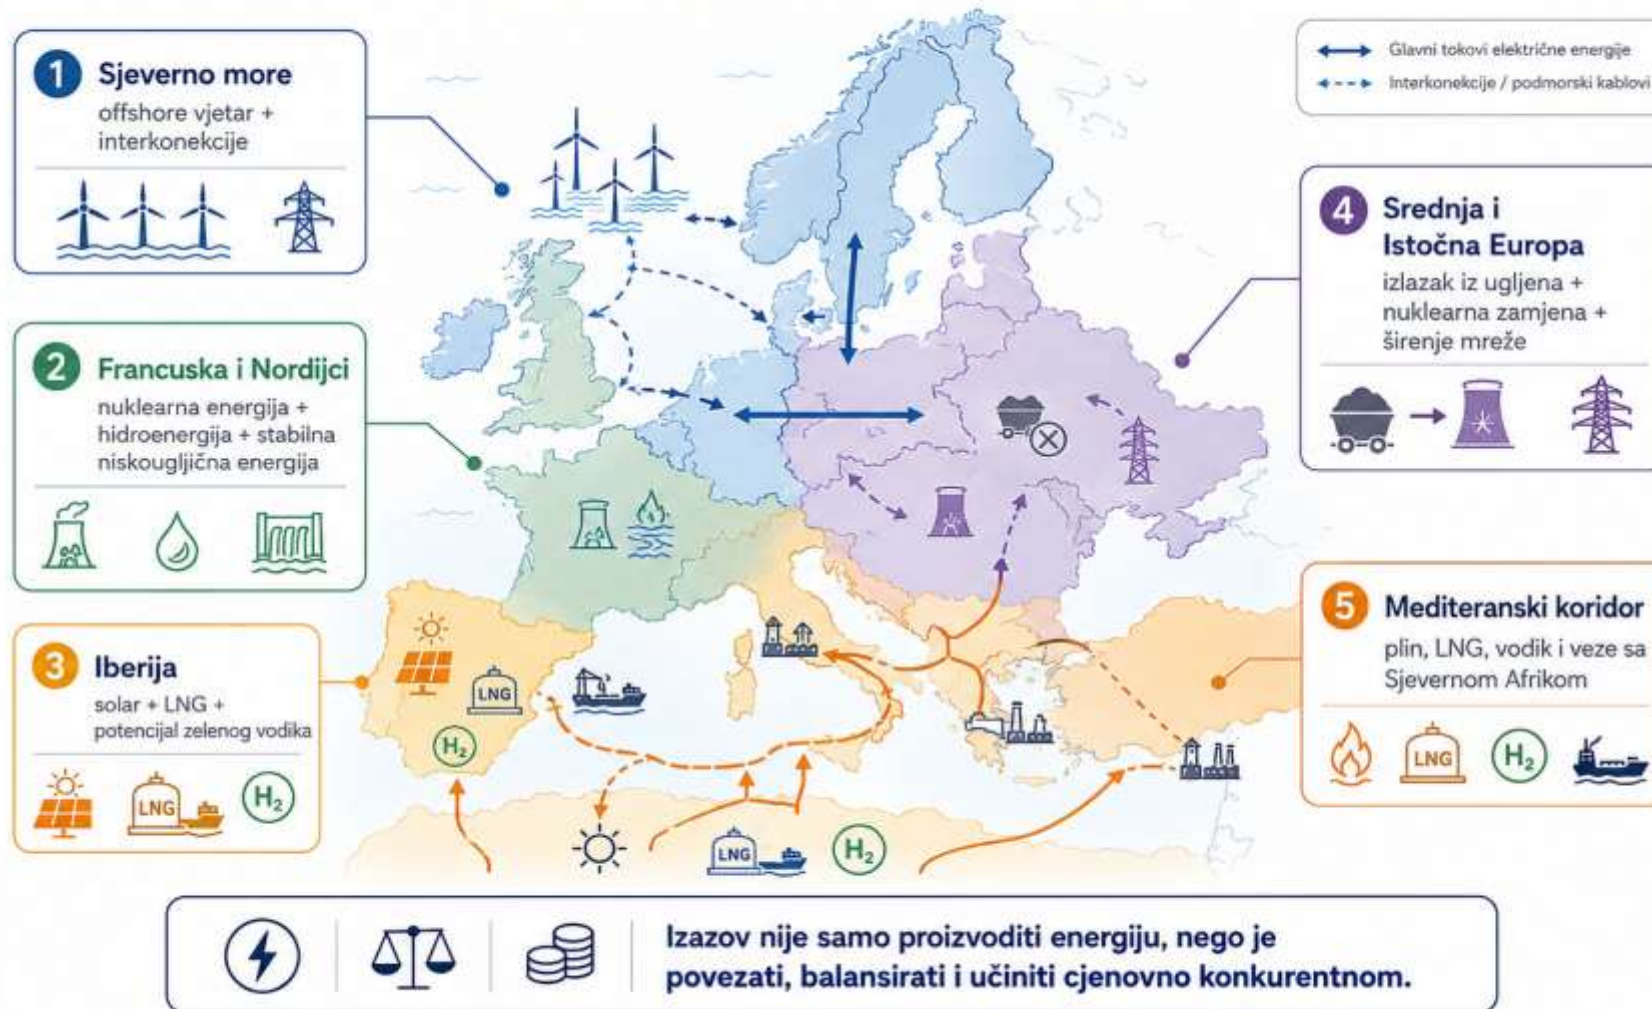 1 Sjeverno more
offshore vjetar +
interkonekcije
2 Francuska i Nordijci
nuklearna energija +
hidroenergija + stabilna
niskougljična energija
3 Iberija
solar + LNG +
potencijal zelenog vodika
LNG
H₂
Glavni tokovi električne energije
Interkonekcije / podmorski kablovi
4 Srednja i
Istočna Europa
izlazak iz ugljena +
nuklearna zamjena +
širenje mreže
5 Mediteranski koridor
plin, LNG, vodik i veze sa
Sjevernom Afrikom
LNG
H₂
LNG
H₂
LNG
H₂
Izazov nije samo proizvoditi energiju, nego je
povezati, balansirati i učiniti cjenovno konkurentnom.